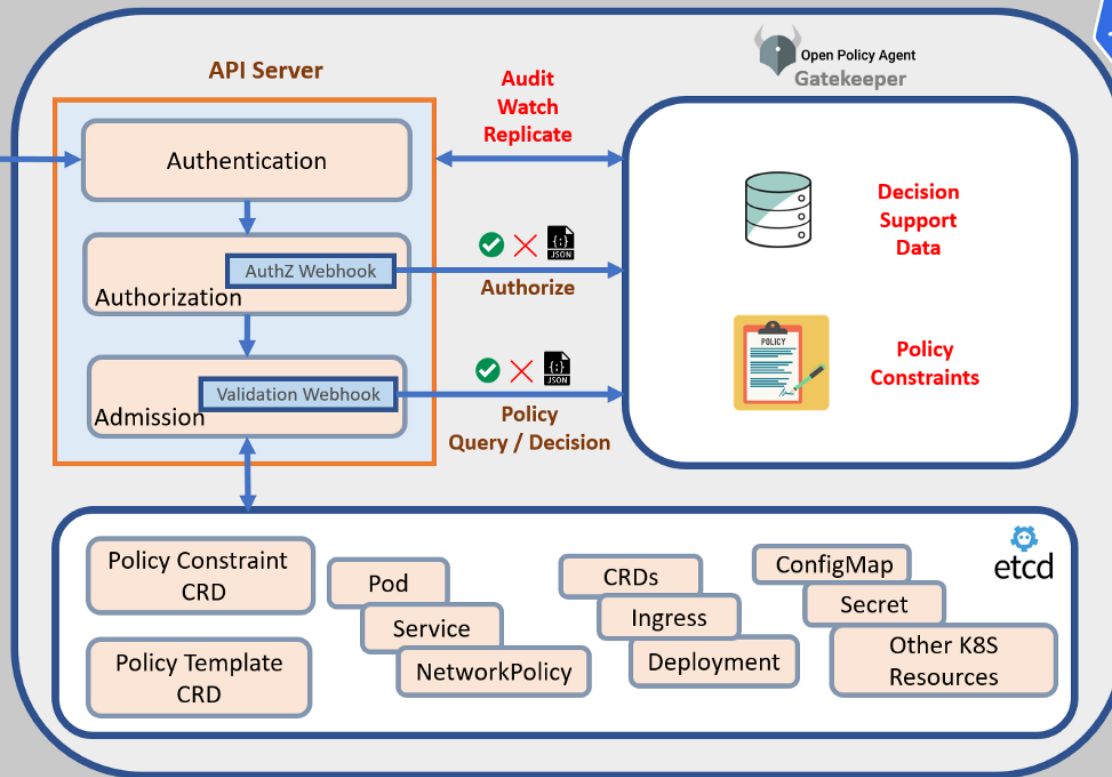 API Server
Open Policy Agent
Gatekeeper
Audit
Watch
Replicate
Authentication
AuthZ Webhook
Authorization
{:}
JSON
Authorize
Validation Webhook
Admission
{:}
JSON
Policy
Query / Decision
Decision
Support
Data
POLICY
Policy
Constraints
etcd
Policy Constraint
CRD
Policy Template
CRD
Pod
Service
NetworkPolicy
CRDs
Ingress
Deployment
ConfigMap
Secret
Other K8S
Resources